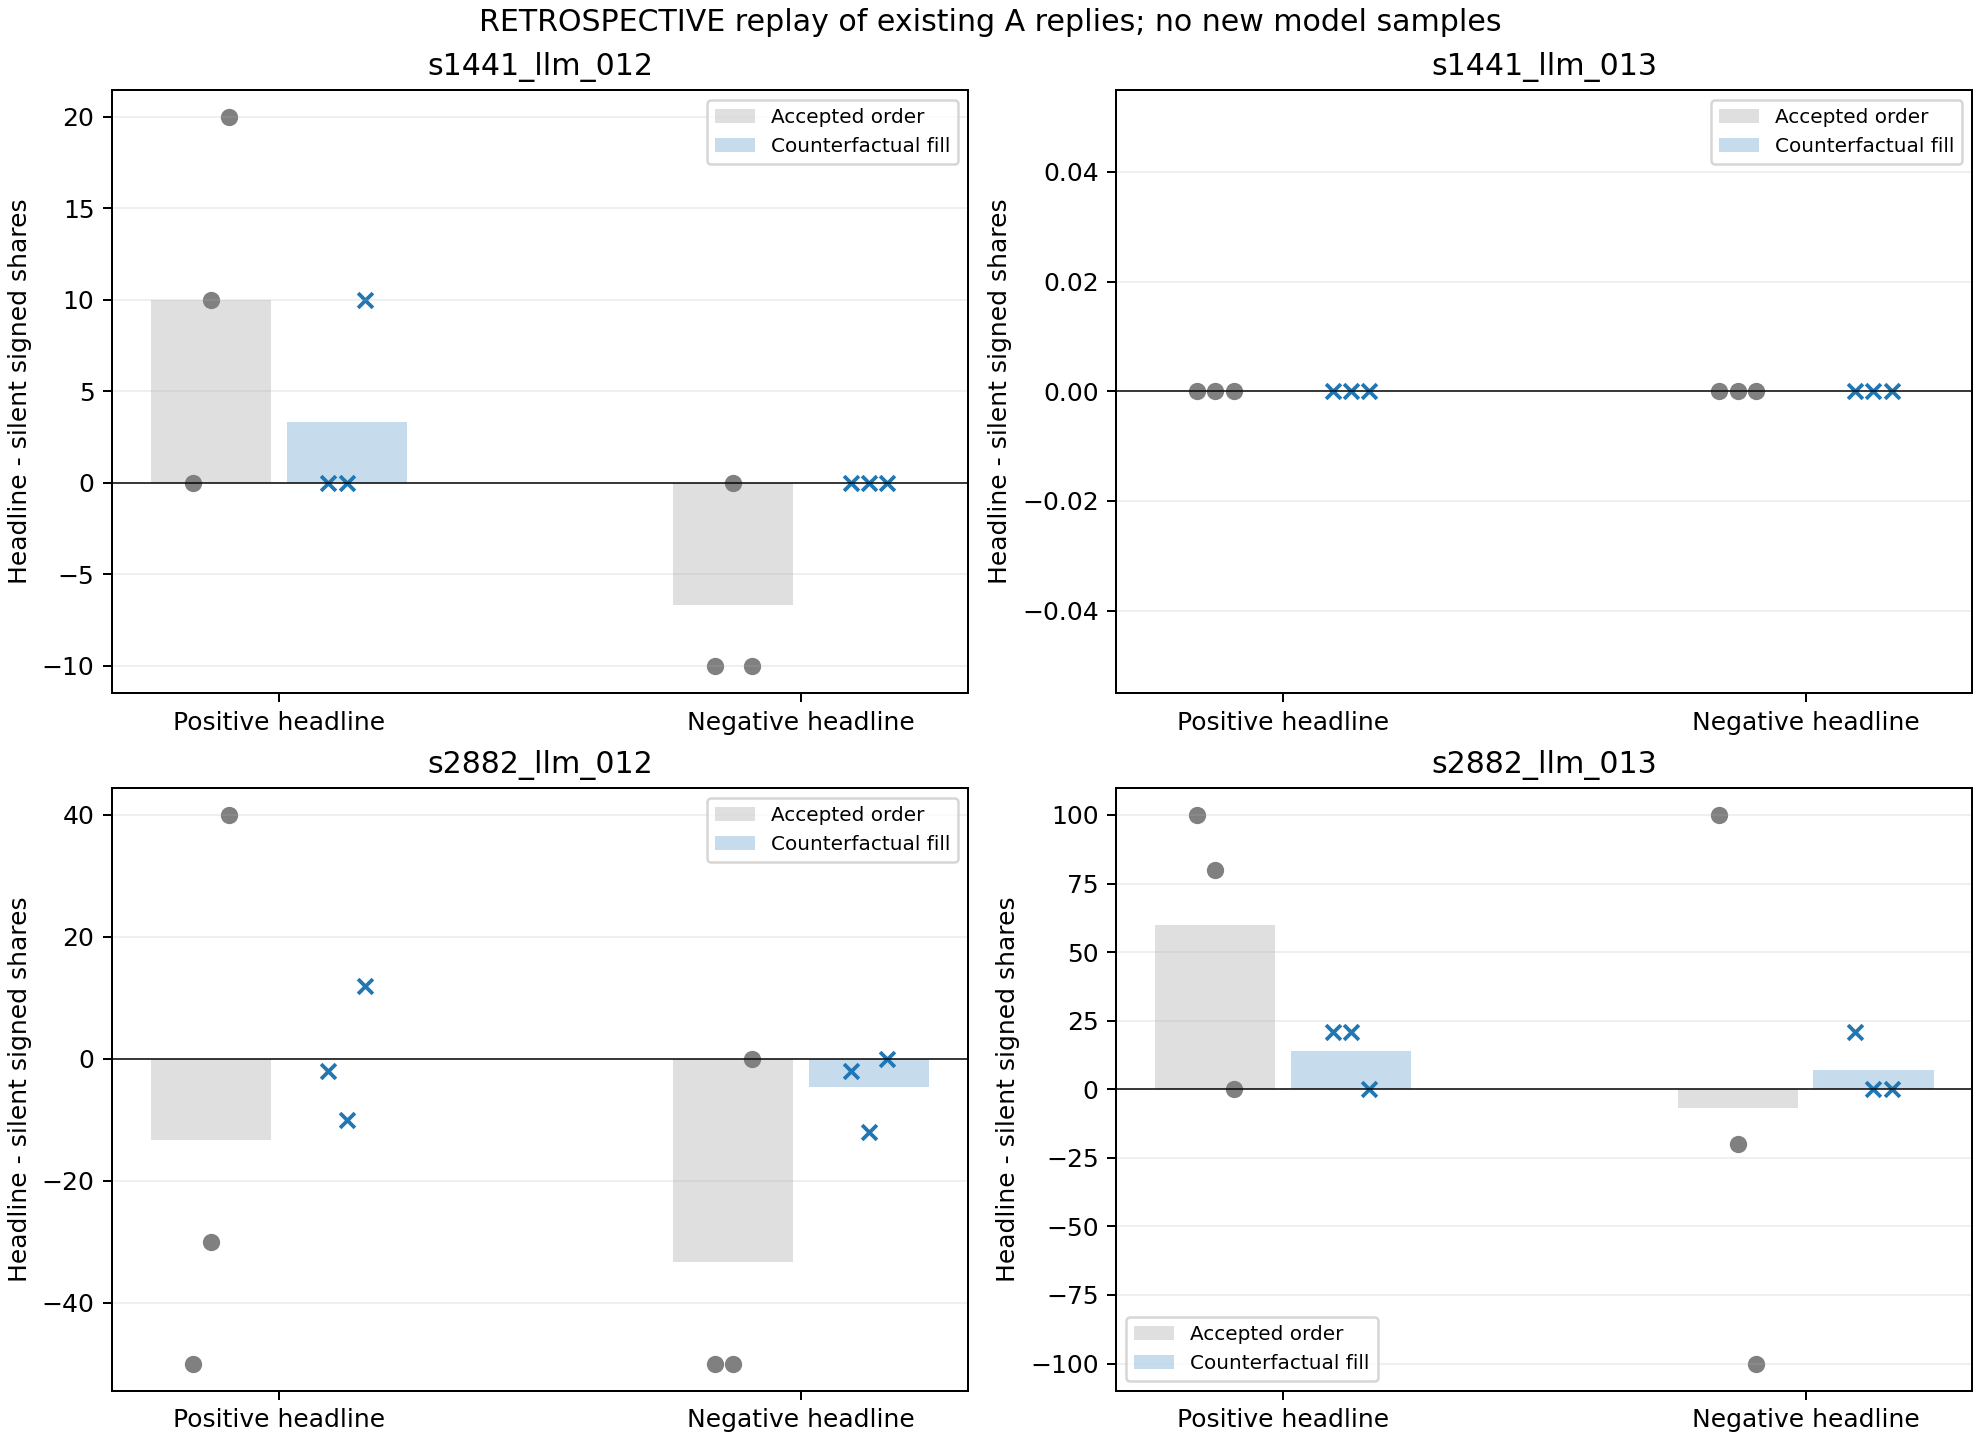 RETROSPECTIVE replay of existing A replies; no new model samples
s1441_llm_012
Headline - silent signed shares
20
15
10
5
0
−5
−10
Accepted order
Counterfactual fill
Positive headline
Negative headline
s1441_llm_013
Headline - silent signed shares
0.04
0.02
0.00
−0.02
−0.04
Accepted order
Counterfactual fill
Positive headline
Negative headline
s2882_llm_012
Headline - silent signed shares
40
20
0
−20
−40
Accepted order
Counterfactual fill
Positive headline
Negative headline
s2882_llm_013
Headline - silent signed shares
100
75
50
25
0
−25
−50
−75
−100
Accepted order
Counterfactual fill
Positive headline
Negative headline